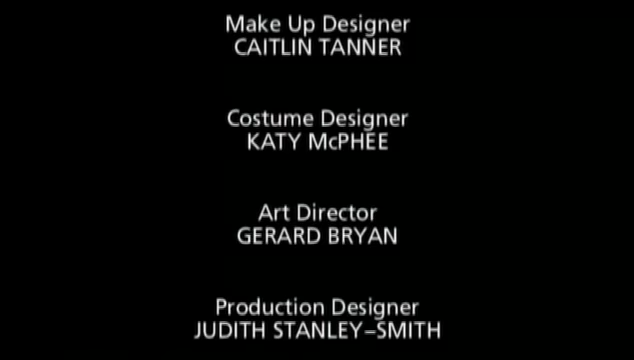 Make Up Designer
CAITLIN TANNER
Costume Designer
KATY McPHEE
Art Director
GERARD BRYAN
Production Designer
JUDITH STANLEY–SMITH